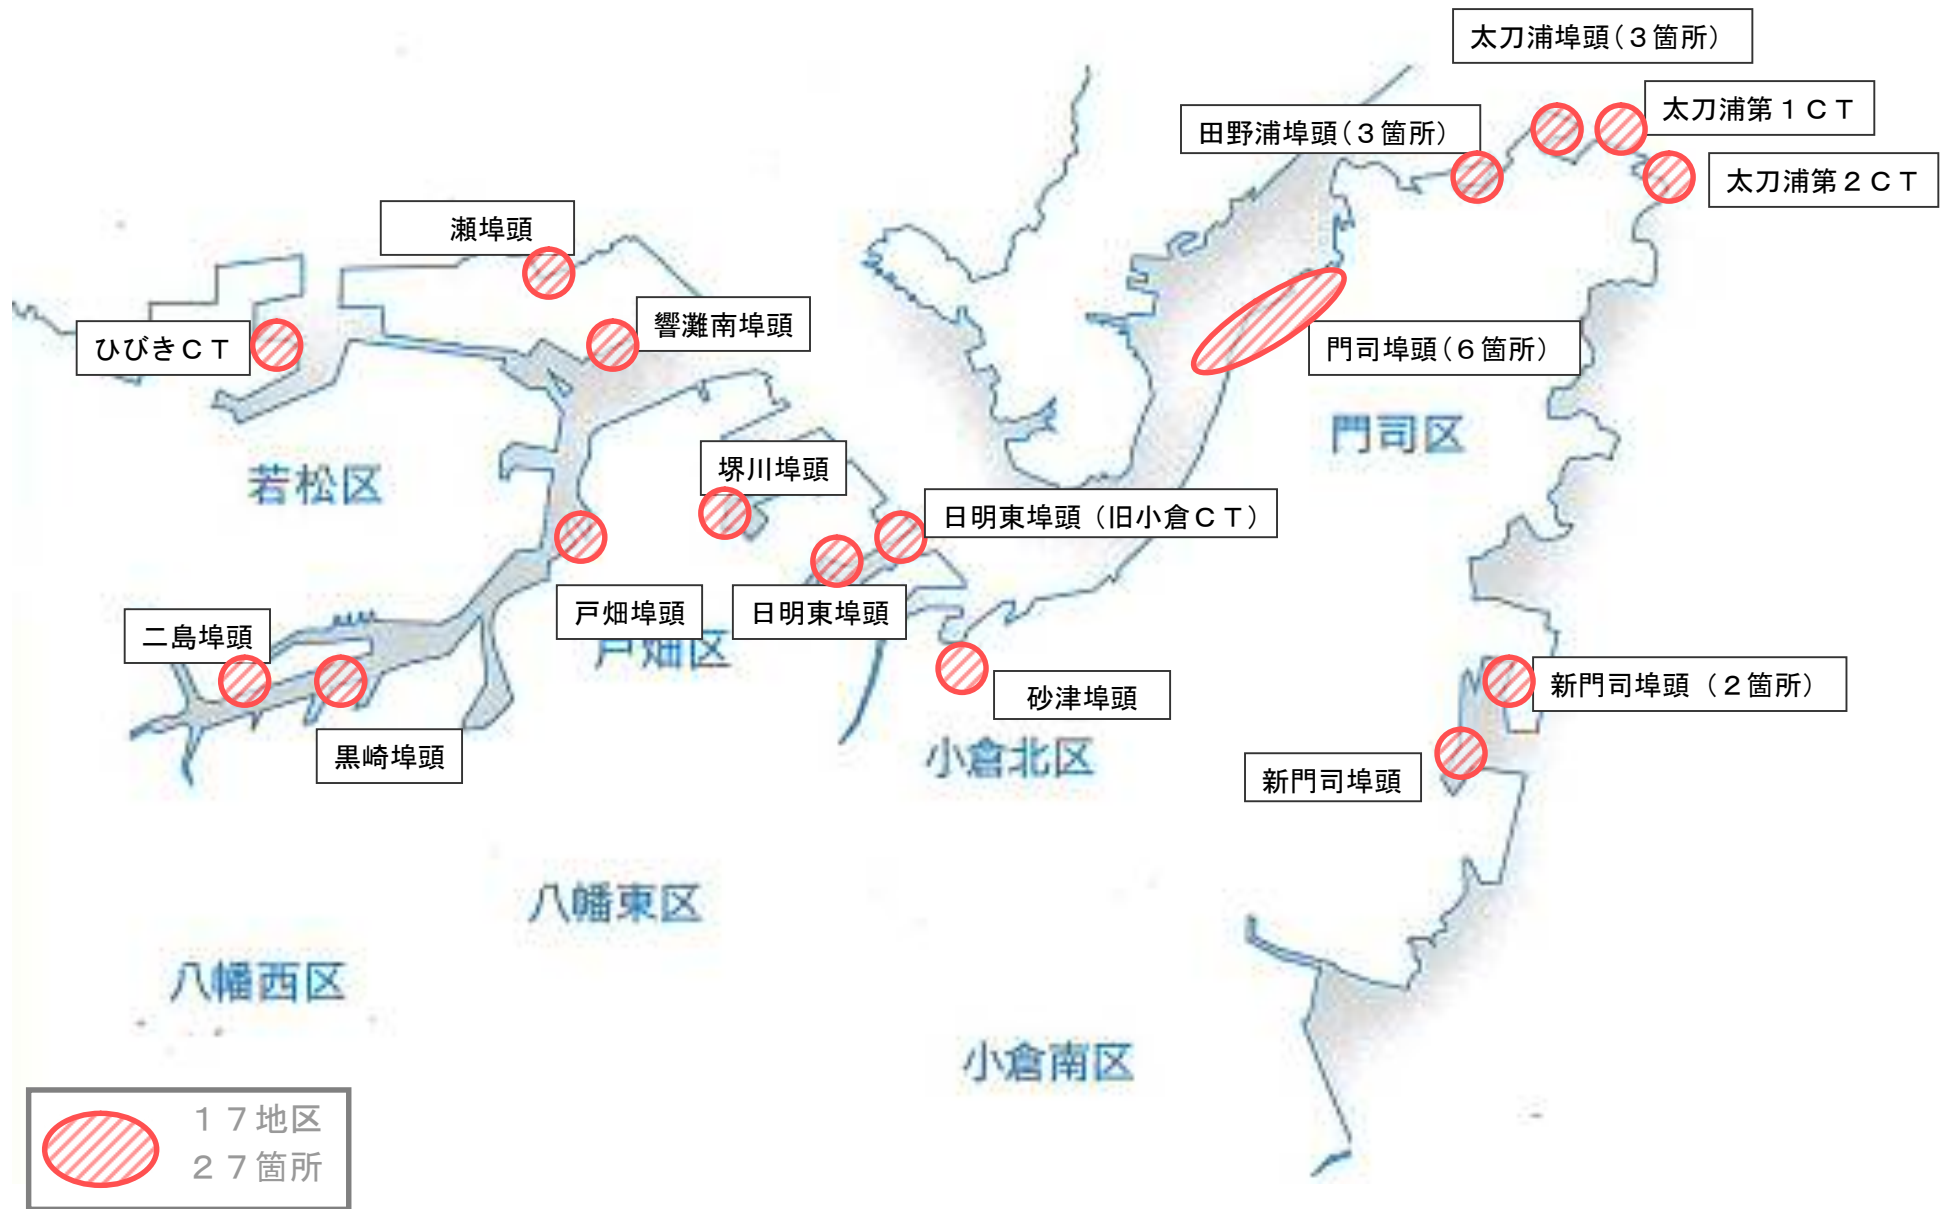 太刀浦埠頭（３箇所）
太刀浦第１ＣＴ
田野浦埠頭（３箇所）
太刀浦第２ＣＴ
瀬埠頭
響灘南埠頭
ひびきＣＴ
門司埠頭（６箇所）
門司区
堺川埠頭
若松区
日明東埠頭（旧小倉ＣＴ）
戸畑埠頭
日明東埠頭
二島埠頭
戸畑区
砂津埠頭
新門司埠頭（２箇所）
黒崎埠頭
小倉北区
新門司埠頭
八幡東区
八幡西区
小倉南区
１７地区
２７箇所